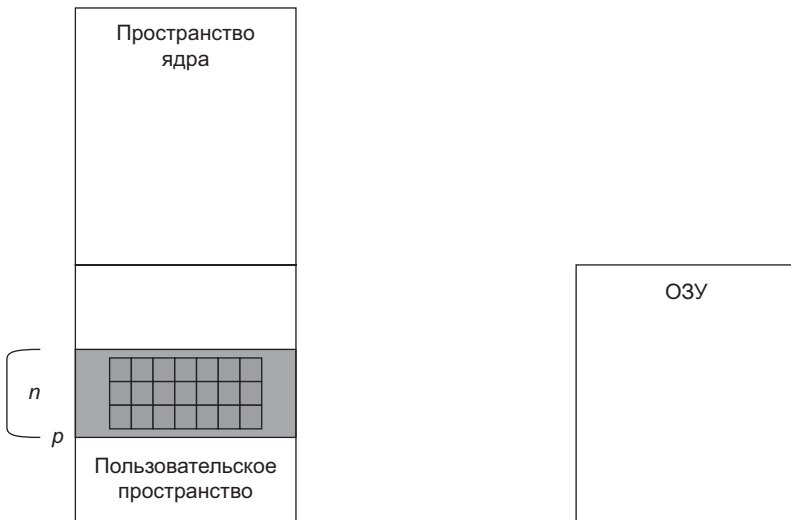 Пространство
ядра
ОЗУ
n
p
Пользовательское
пространство